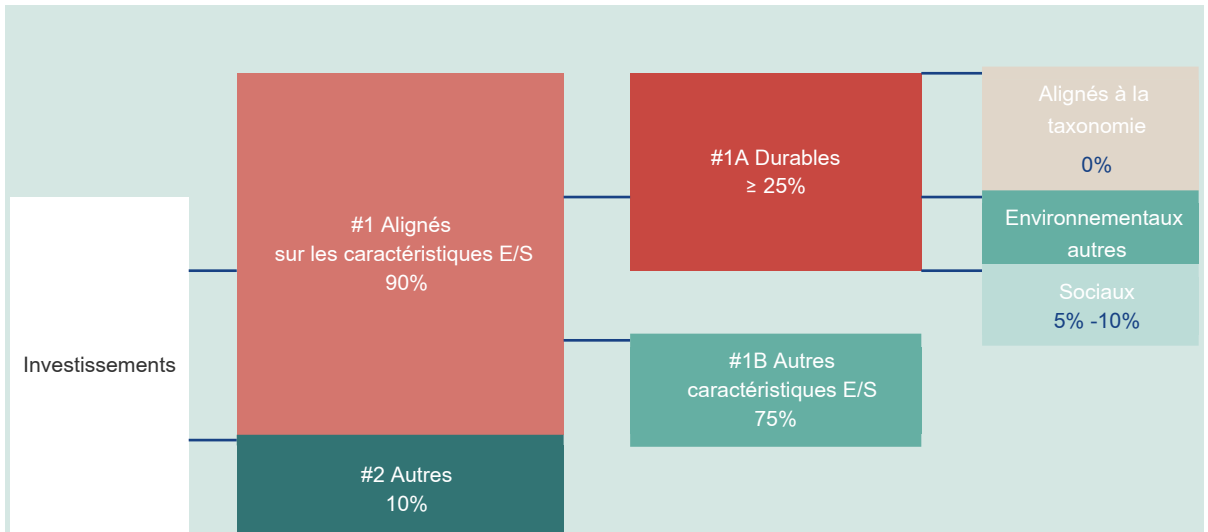 Investissements
#1 Alignés
sur les caractéristiques E/S
90%
#2 Autres
10%
#1A Durables
≥ 25%
#1B Autres
caractéristiques E/S
75%
Alignés à la
taxonomie
0%
Environnementaux
autres
Sociaux
5% -10%